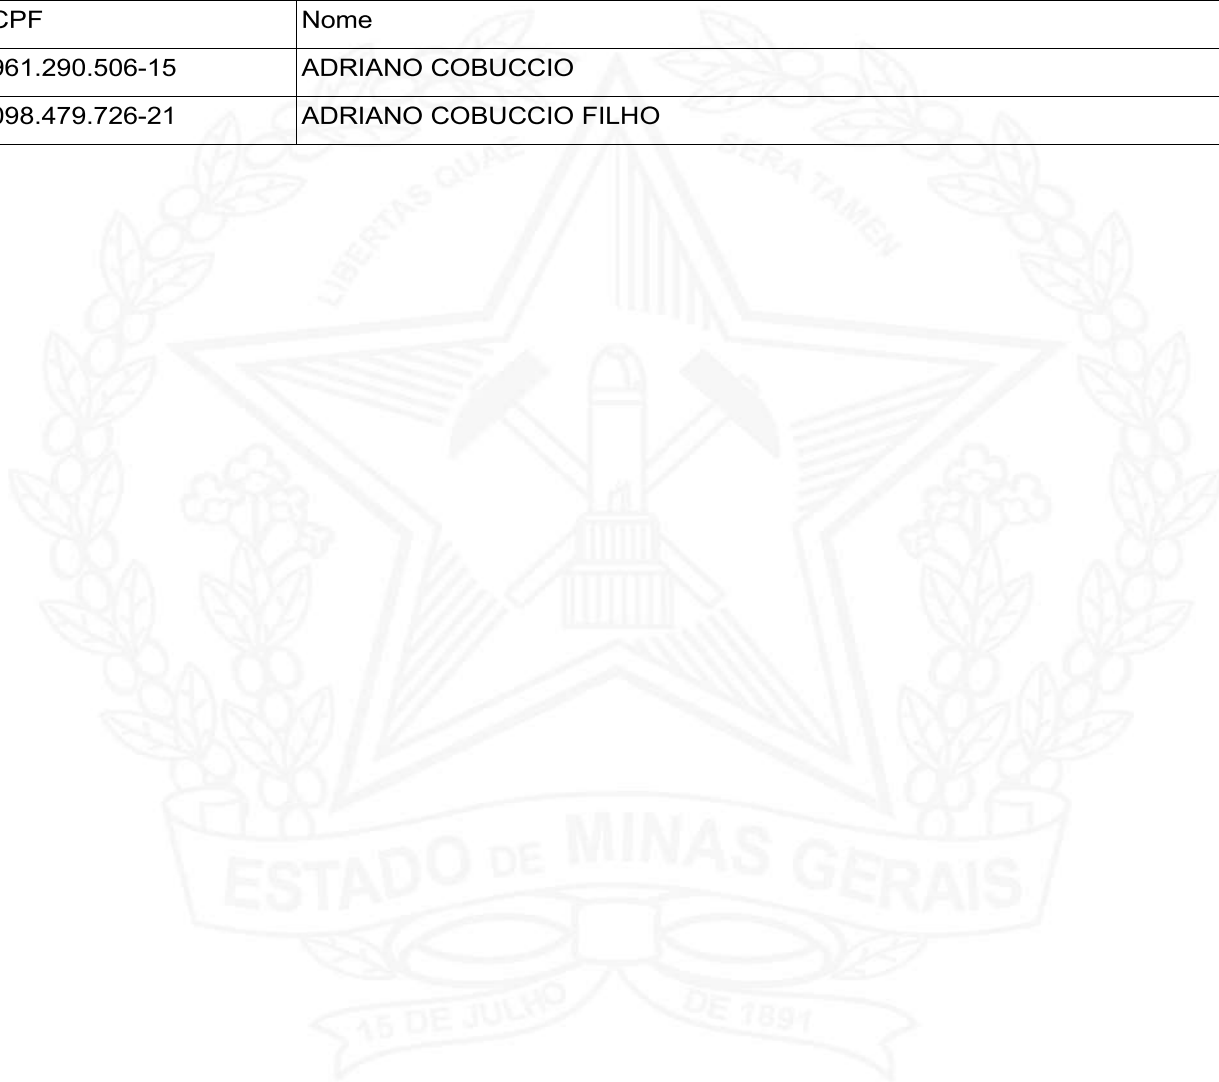 CPF Nome
961.290.506-15 ADRIANO COBUCCIO
098.479.726-21 ADRIANO COBUCCIO FILHO
LIBERTAS QUAE SERA TAMEN
ESTADO DE MINAS GERAIS
15 DE JULHO DE 1891